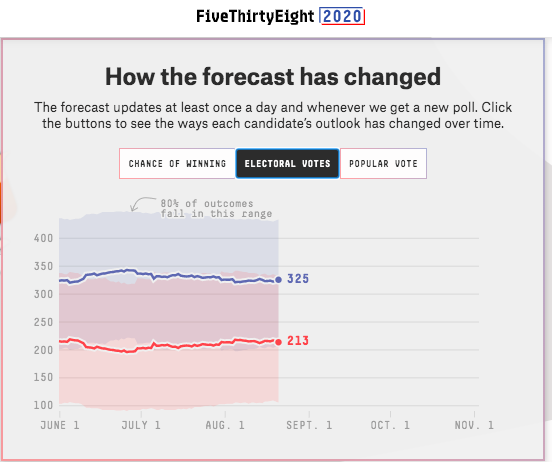 FiveThirtyEight 2020
How the forecast has changed
The forecast updates at least once a day and whenever we get a new poll. Click
the buttons to see the ways each candidate's outlook has changed over time.
CHANCE OF WINNING ELECTORAL VOTES POPULAR VOTE
80% of outcomes
fall in this range
400
350
325
300
250
213
200
150
100
JUNE 1 JULY 1 AUG. 1 SEPT. 1 OCT. 1 NOV. 1